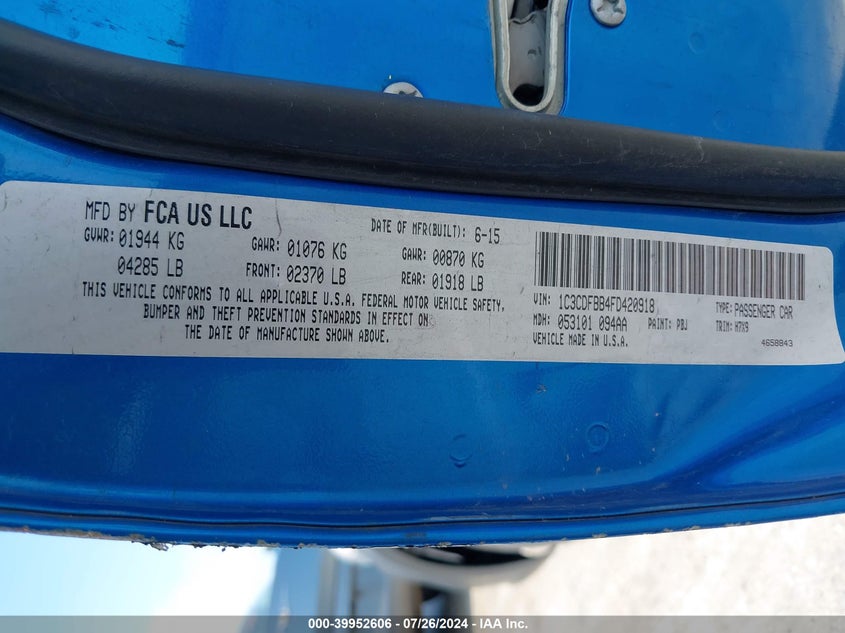 MFD BY FCA US LLC
DATE OF MFR(BUILT): 6-15
GVWR: 01944 KG
GAWR: 01076 KG
GAWR: 00870 KG
04285 LB
FRONT: 02370 LB
REAR: 01918 LB
THIS VEHICLE CONFORMS TO ALL APPLICABLE U.S.A. FEDERAL MOTOR VEHICLE SAFETY,
BUMPER AND THEFT PREVENTION STANDARDS IN EFFECT ON
THE DATE OF MANUFACTURE SHOWN ABOVE.
VIN: 1C3CDFBB4FD420918
TYPE: PASSENGER CAR
MDH: 053101 094AA
PAINT: PBJ
TRIM: H7X9
VEHICLE MADE IN U.S.A.
4658843
000-39952606 - 07/26/2024 - IAA Inc.